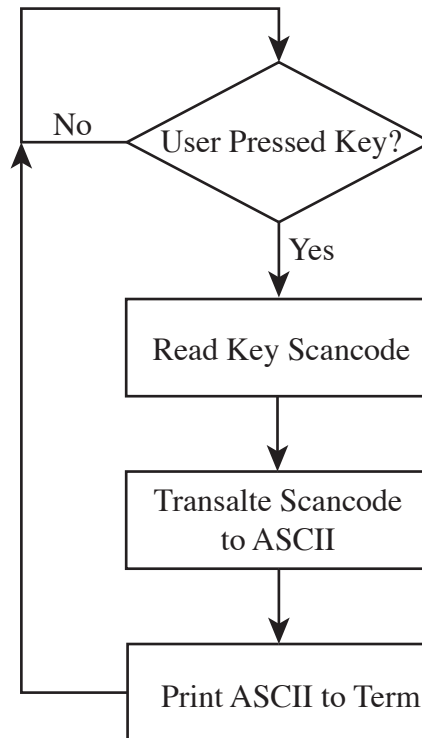 No
User Pressed Key?
Yes
Read Key Scancode
Transalte Scancode
to ASCII
Print ASCII to Term